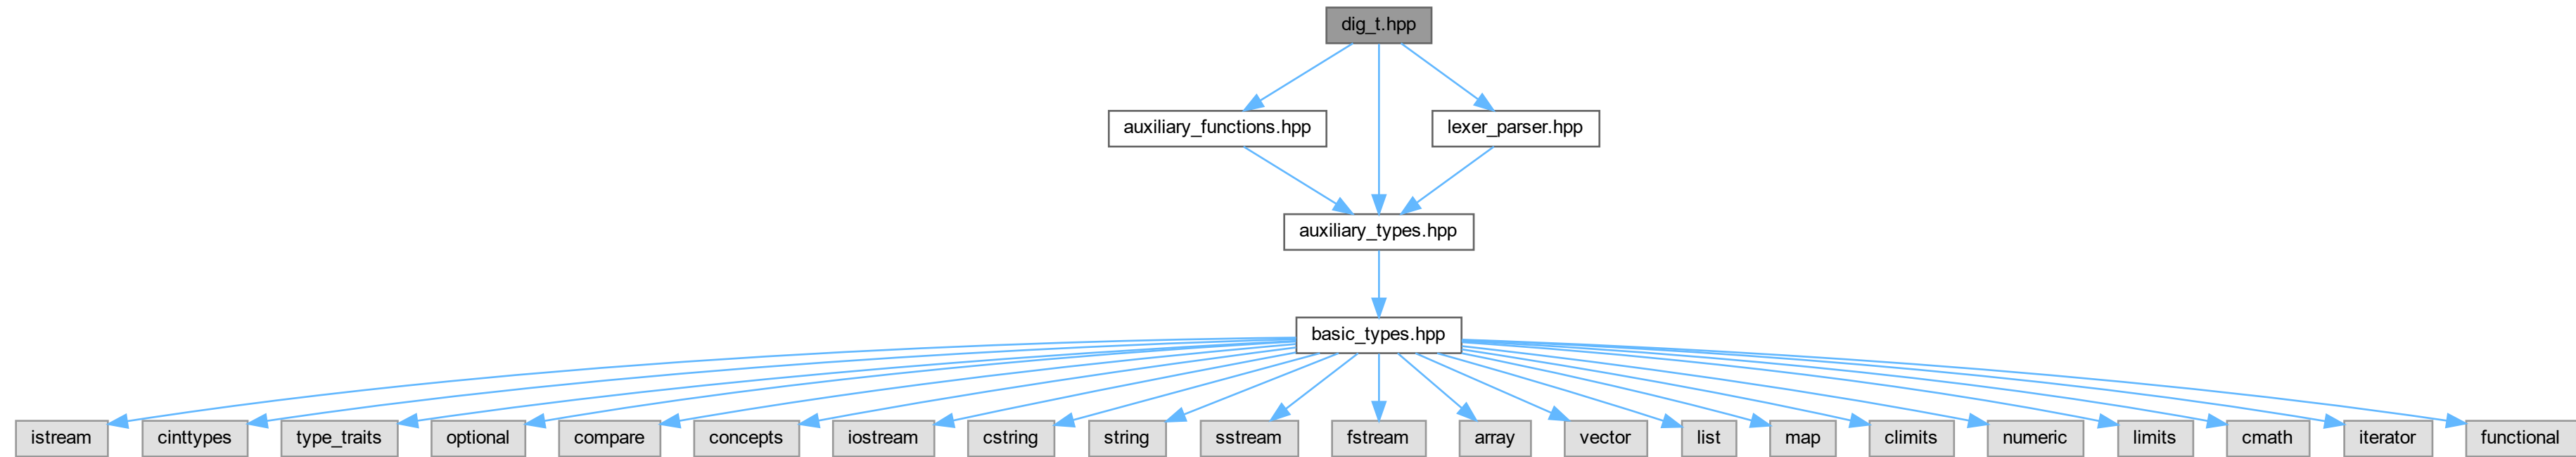 dig_t.hpp
auxiliary_functions.hpp
lexer_parser.hpp
auxiliary_types.hpp
basic_types.hpp
istream
cinttypes
type_traits
optional
compare
concepts
iostream
cstring
string
sstream
fstream
array
vector
list
map
climits
numeric
limits
cmath
iterator
functional